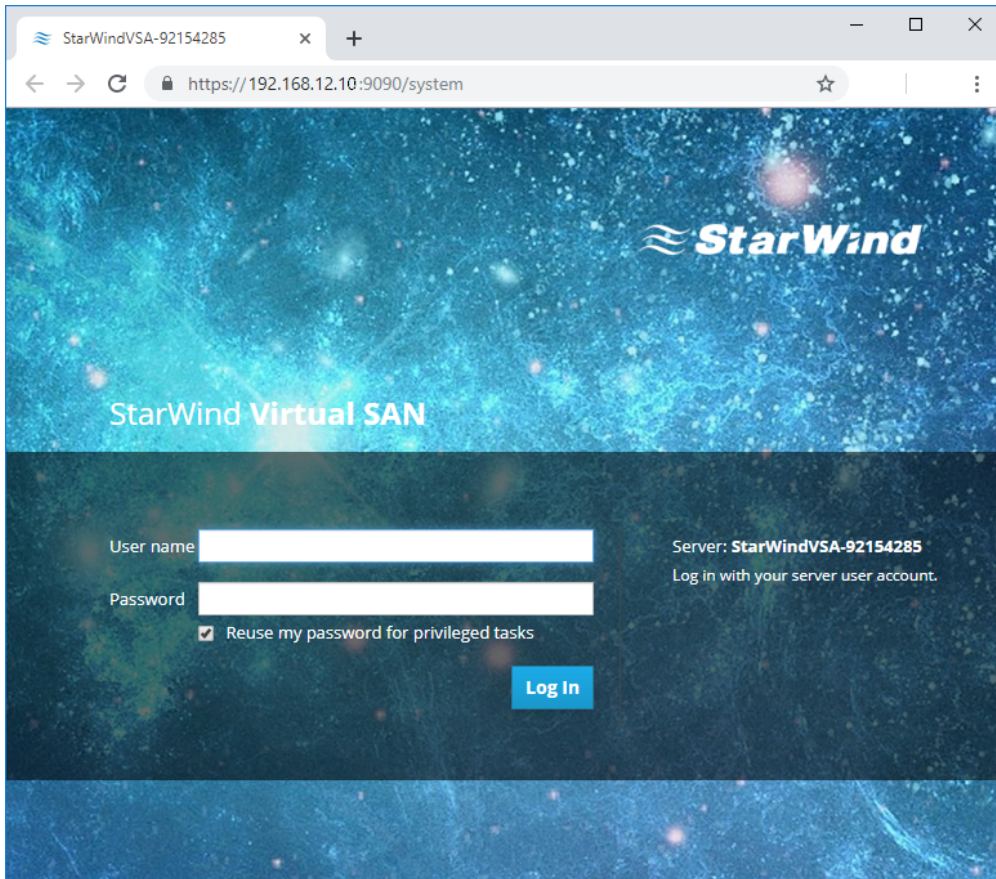 StarWindVSA-92154285
https://192.168.12.10:9090/system
StarWind
StarWind Virtual SAN
User name
Server: StarWindVSA-92154285
Log in with your server user account.
Password
Reuse my password for privileged tasks
Log In